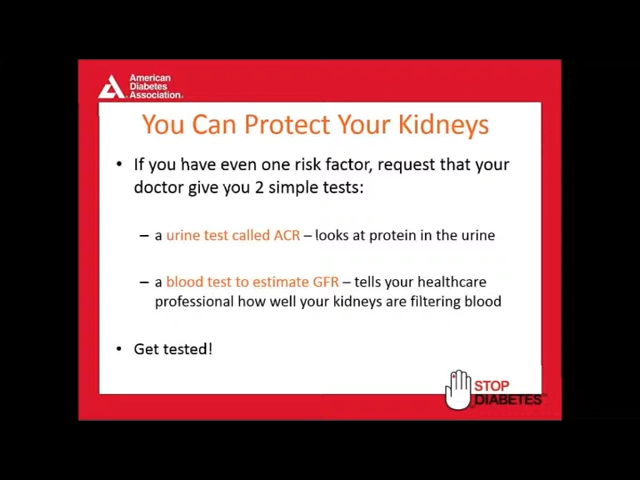 American
Diabetes
Association.
You Can Protect Your Kidneys
• If you have even one risk factor, request that your
doctor give you 2 simple tests:
– a urine test called ACR – looks at protein in the urine
– a blood test to estimate GFR – tells your healthcare
professional how well your kidneys are filtering blood
• Get tested!
STOP
DIABETES